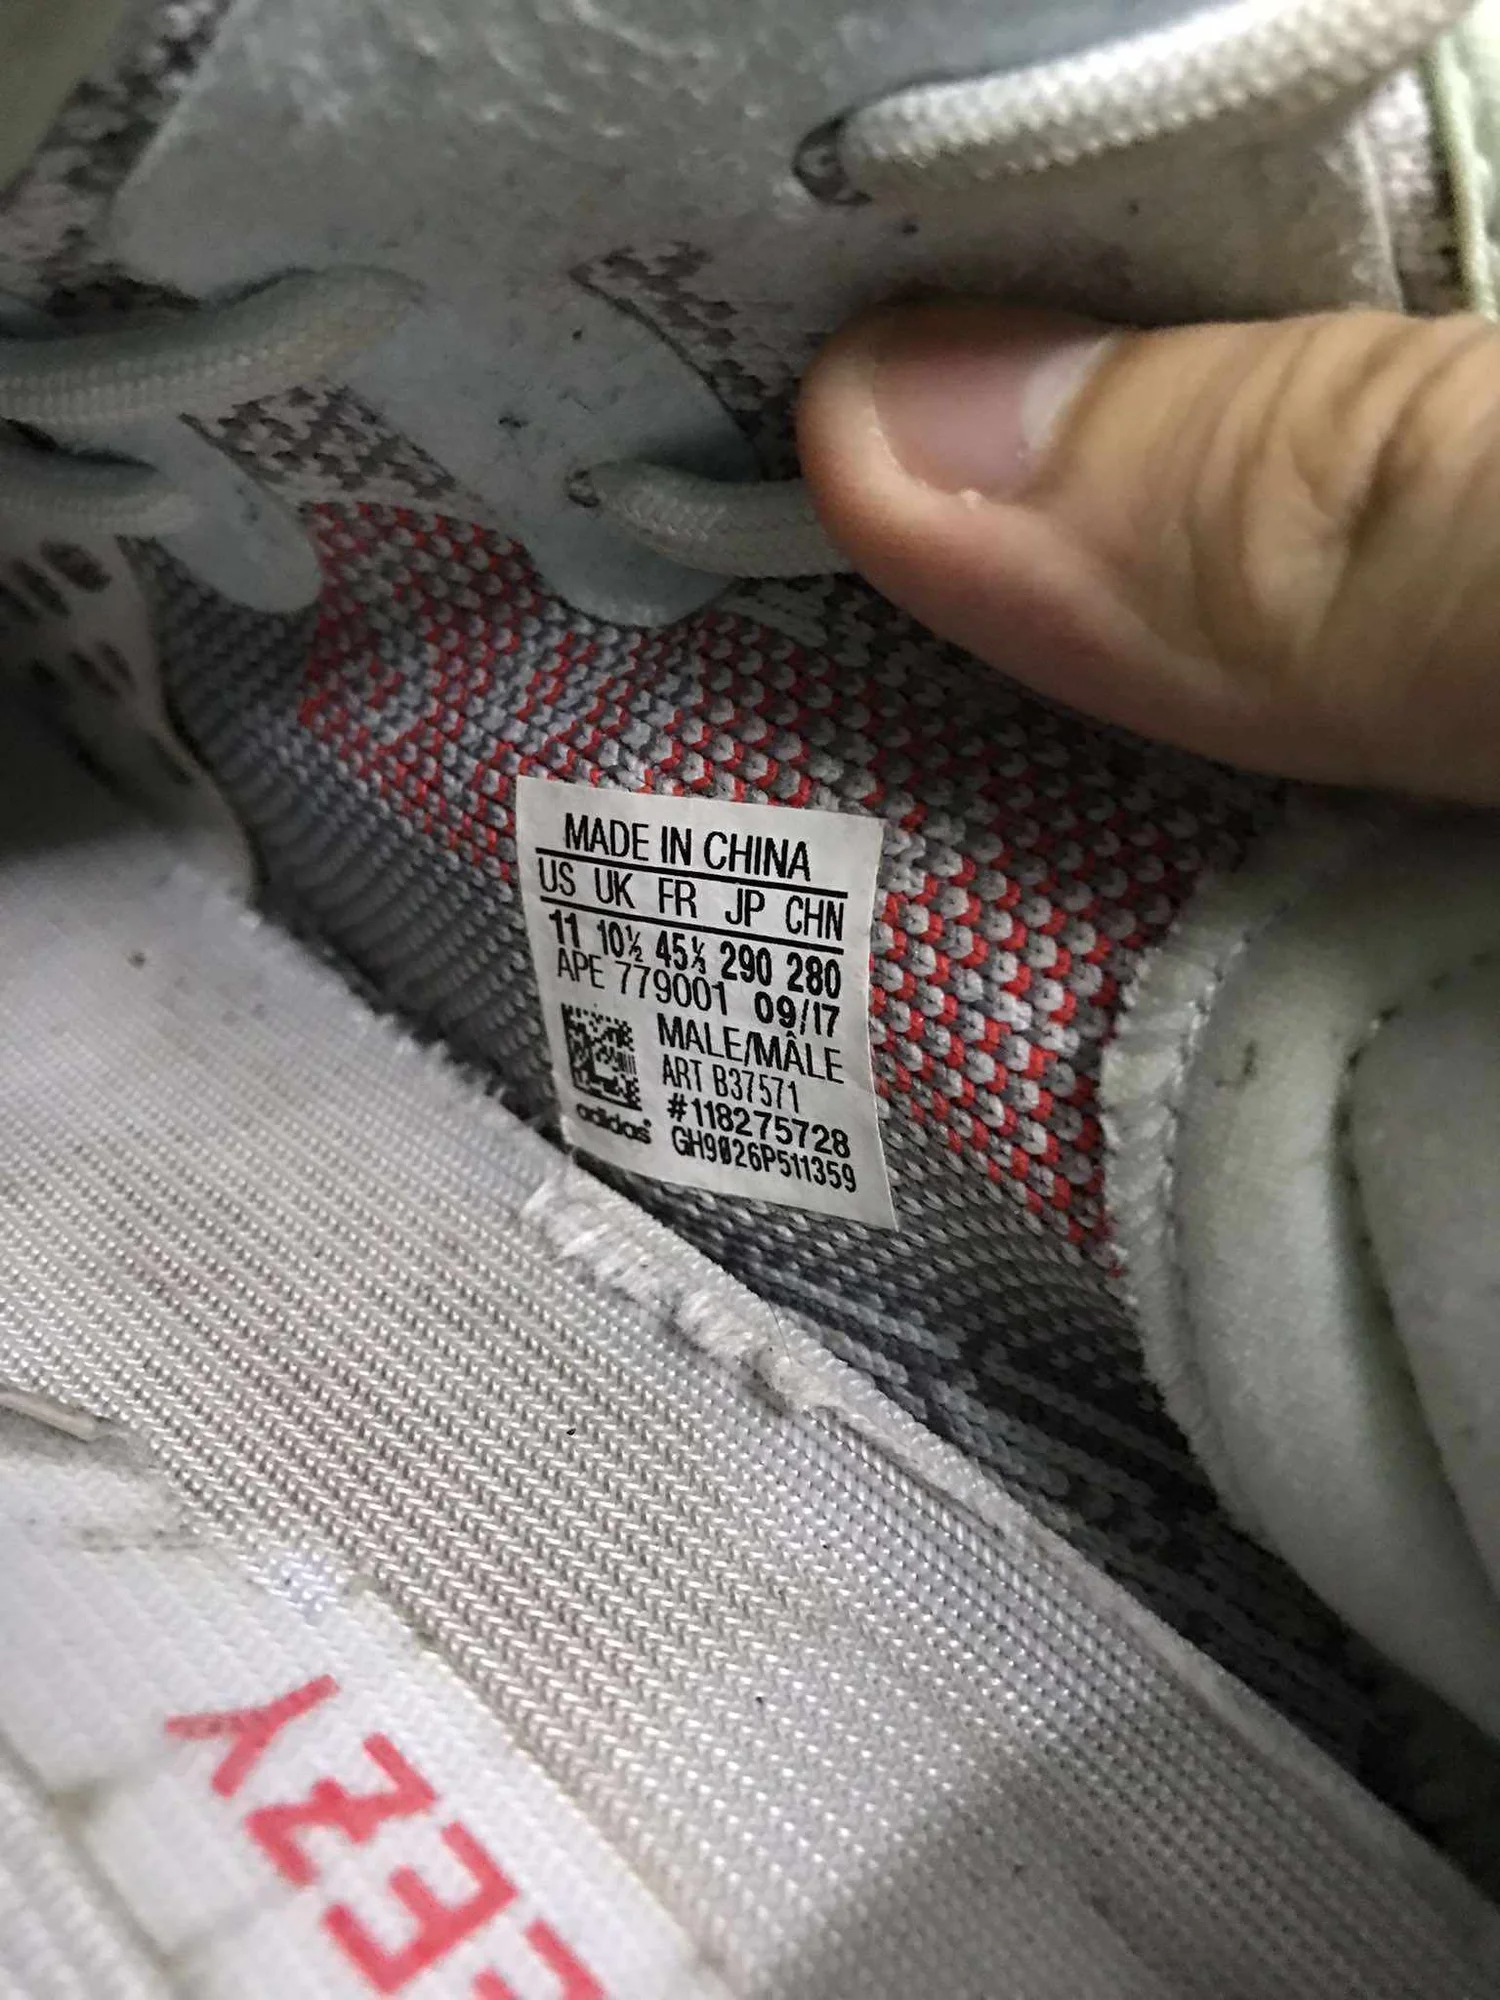 MADE IN CHINA
US UK FR JP CHN
11 10½ 45⅓ 290 280
APE 779001 09/17
MALE/MÂLE
ART B37571
#118275728
GH9026P511359
adidas
YEEZY